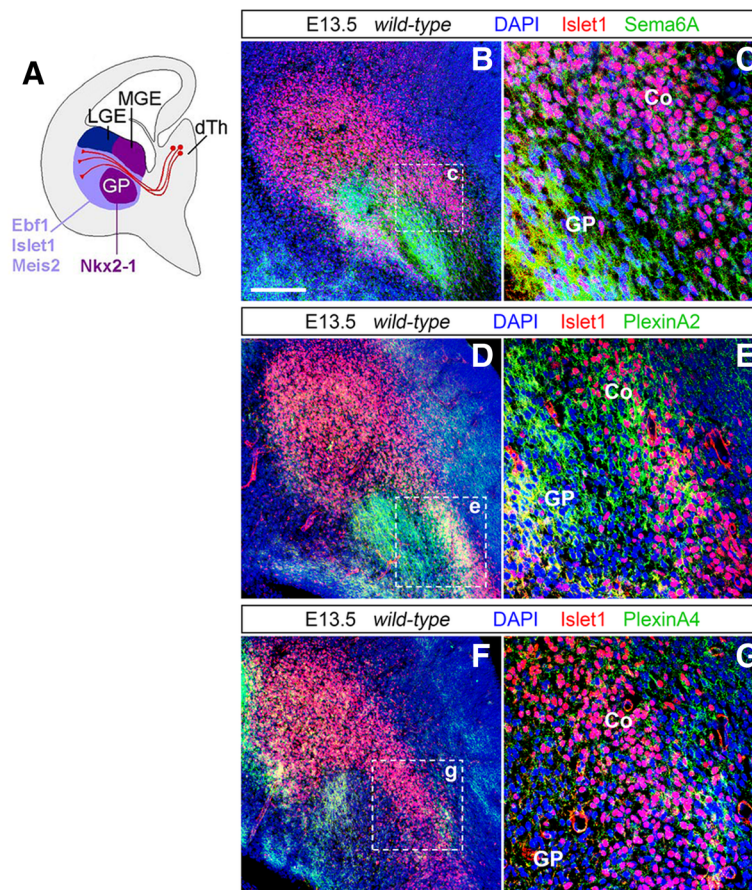 E13.5 wild-type DAPI Islet1 Sema6A
A
B
C
MGE
LGE
dTh
GP
Ebf1
Islet1
Meis2
Nkx2-1
c
Co
GP
E13.5 wild-type DAPI Islet1 PlexinA2
D
E
e
Co
GP
E13.5 wild-type DAPI Islet1 PlexinA4
F
G
g
Co
GP